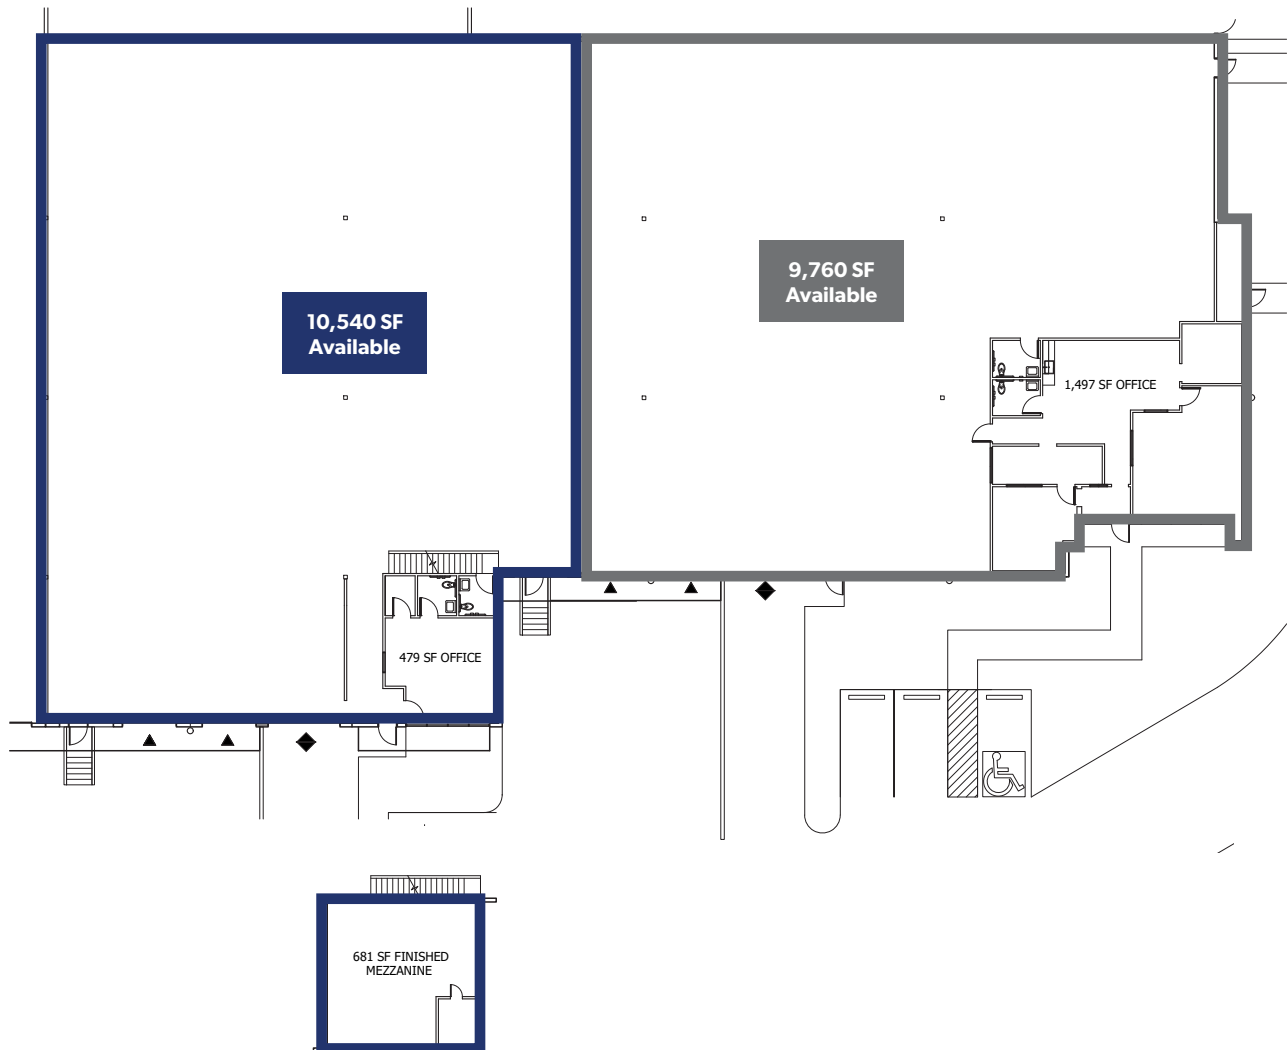 9,760 SF
Available
10,540 SF
Available
1,497 SF OFFICE
479 SF OFFICE
681 SF FINISHED
MEZZANINE